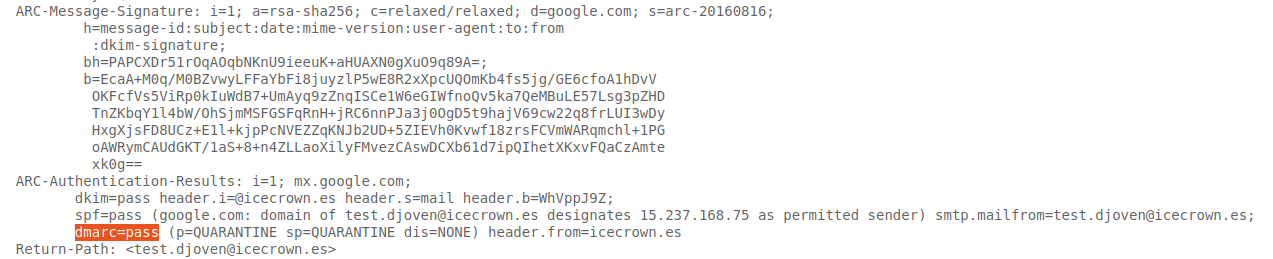 ARC-Message-Signature: i=1; a=rsa-sha256; c=relaxed/relaxed; d=google.com; s=arc-20160816;
h=message-id:subject:date:mime-version:user-agent:to:from
:dkim-signature;
bh=PAPCXDr51rOqAOqbNKnU9ieeuK+aHUAXN0gXuO9q89A=;
b=EcaA+M0q/M0BZvwyLFFaYbFi8juyzlP5wE8R2xXpcUQOmKb4fs5jg/GE6cfoA1hDvV
OKFcfVs5ViRp0kIuWdB7+UmAyq9zZnqISCe1W6eGIWfnoQv5ka7QeMBuLE57Lsg3pZHD
TnZKbqY1l4bW/OhSjmMSFGSFqRnH+jRC6nnPJa3j0OgD5t9hajV69cw22q8frLUI3wDy
HxgXjsFD8UCz+E1l+kjpPcNVEZZqKNJb2UD+5ZIEVh0Kvwf18zrsFCVmWARqmchl+1PG
oAWRymCAUdGKT/1aS+8+n4ZLLaoXilyFMvezCAswDCXb61d7ipQIhetXKxvFQaCzAmte
xk0g==
ARC-Authentication-Results: i=1; mx.google.com;
dkim=pass header.i=@icecrown.es header.s=mail header.b=WhVppJ9Z;
spf=pass (google.com: domain of test.djoven@icecrown.es designates 15.237.168.75 as permitted sender) smtp.mailfrom=test.djoven@icecrown.es;
dmarc=pass (p=QUARANTINE sp=QUARANTINE dis=NONE) header.from=icecrown.es
Return-Path: <test.djoven@icecrown.es>